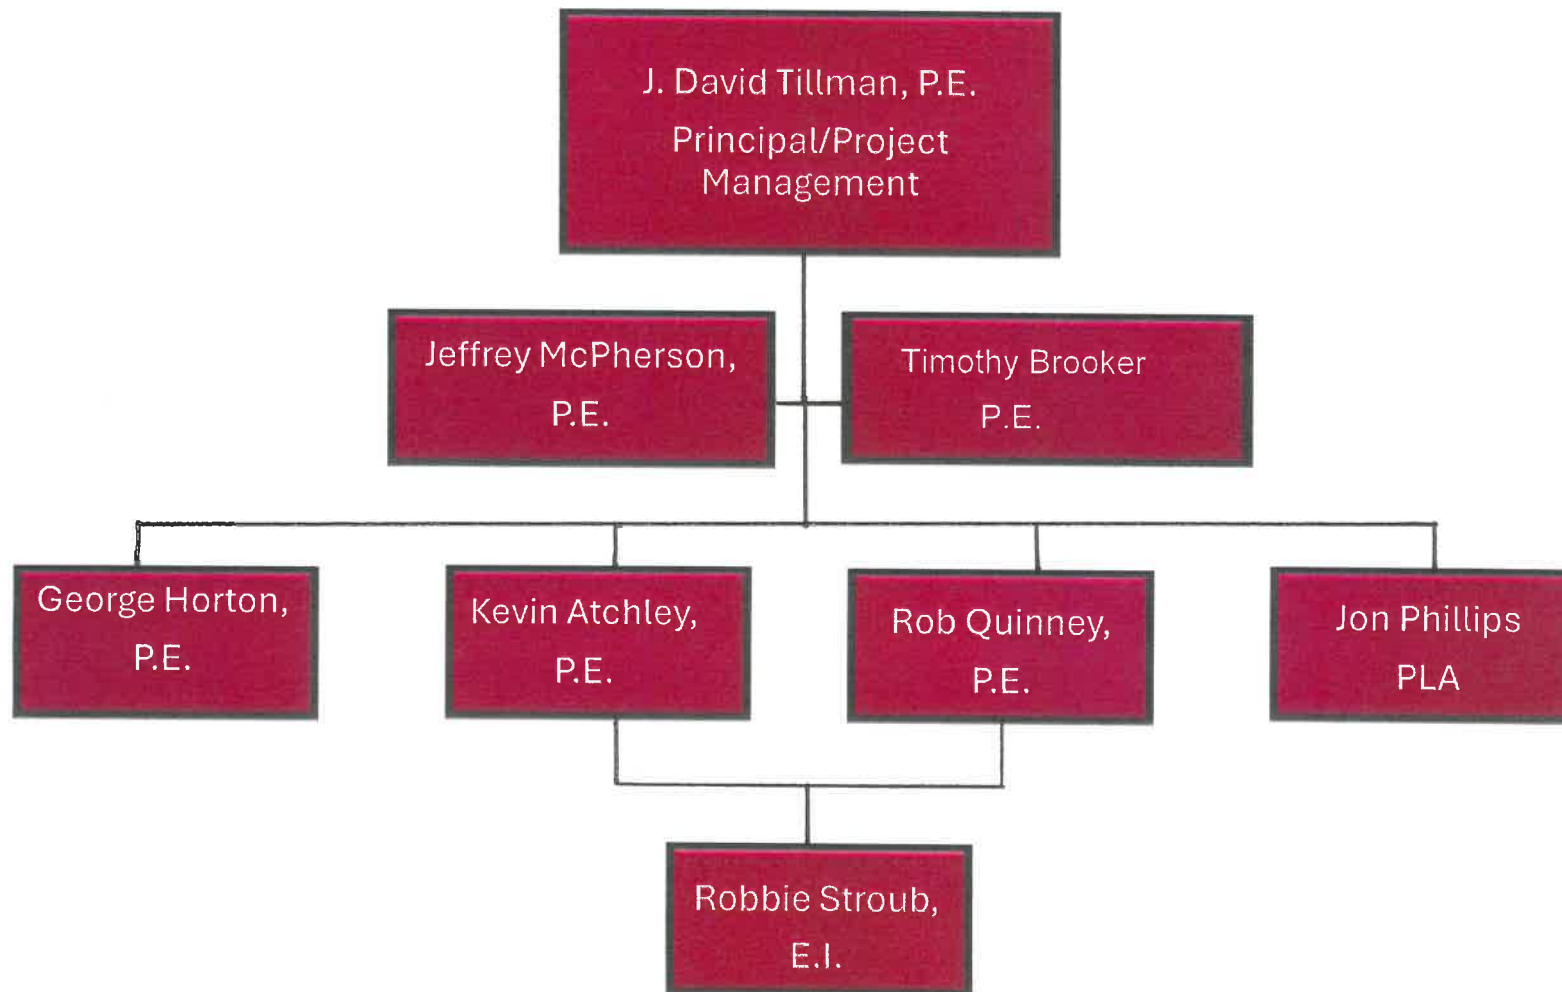 J. David Tillman, P.E.
Principal/Project
Management
Jeffrey McPherson,
P.E.
Timothy Brooker
P.E.
George Horton,
P.E.
Kevin Atchley,
P.E.
Rob Quinney,
P.E.
Jon Phillips
PLA
Robbie Stroub,
E.I.